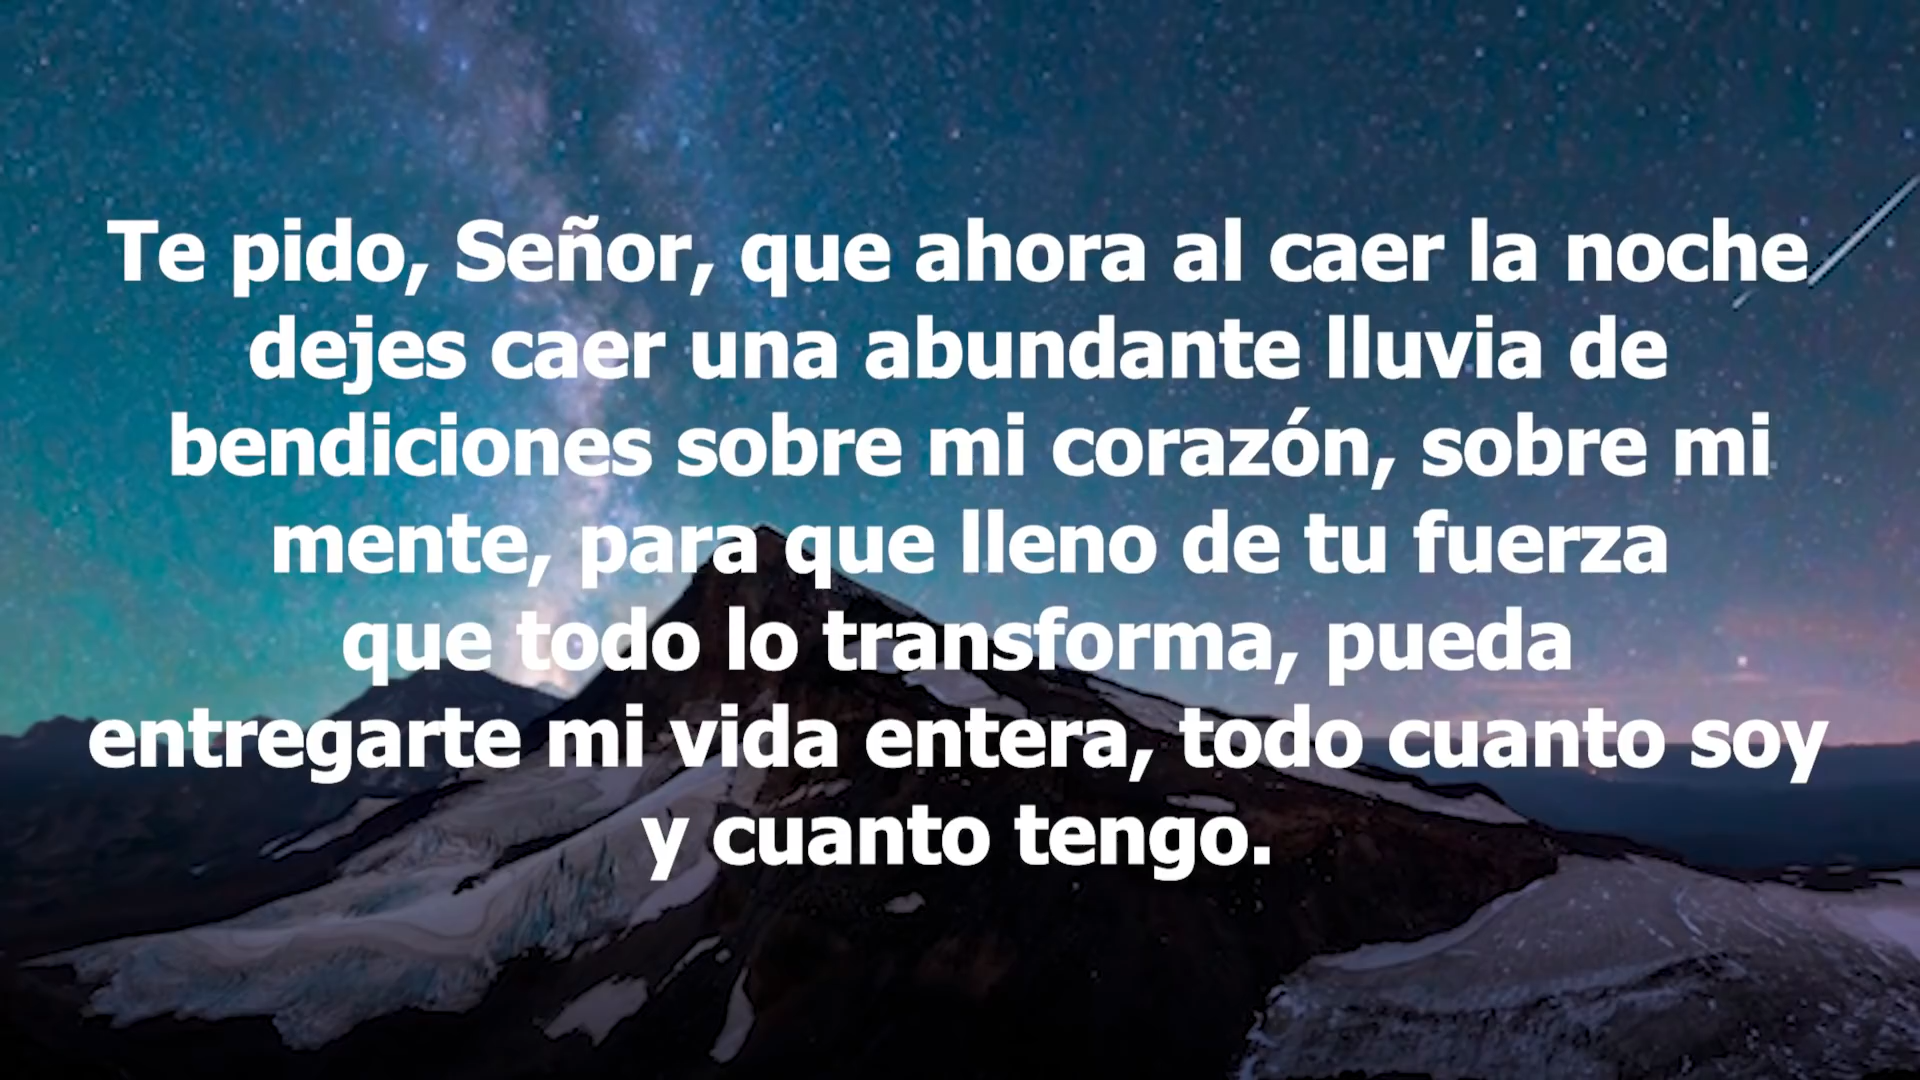 Te pido, Señor, que ahora al caer la noche
dejes caer una abundante lluvia de
bendiciones sobre mi corazón, sobre mi
mente, para que lleno de tu fuerza
que todo lo transforma, pueda
entregarte mi vida entera, todo cuanto soy
y cuanto tengo.